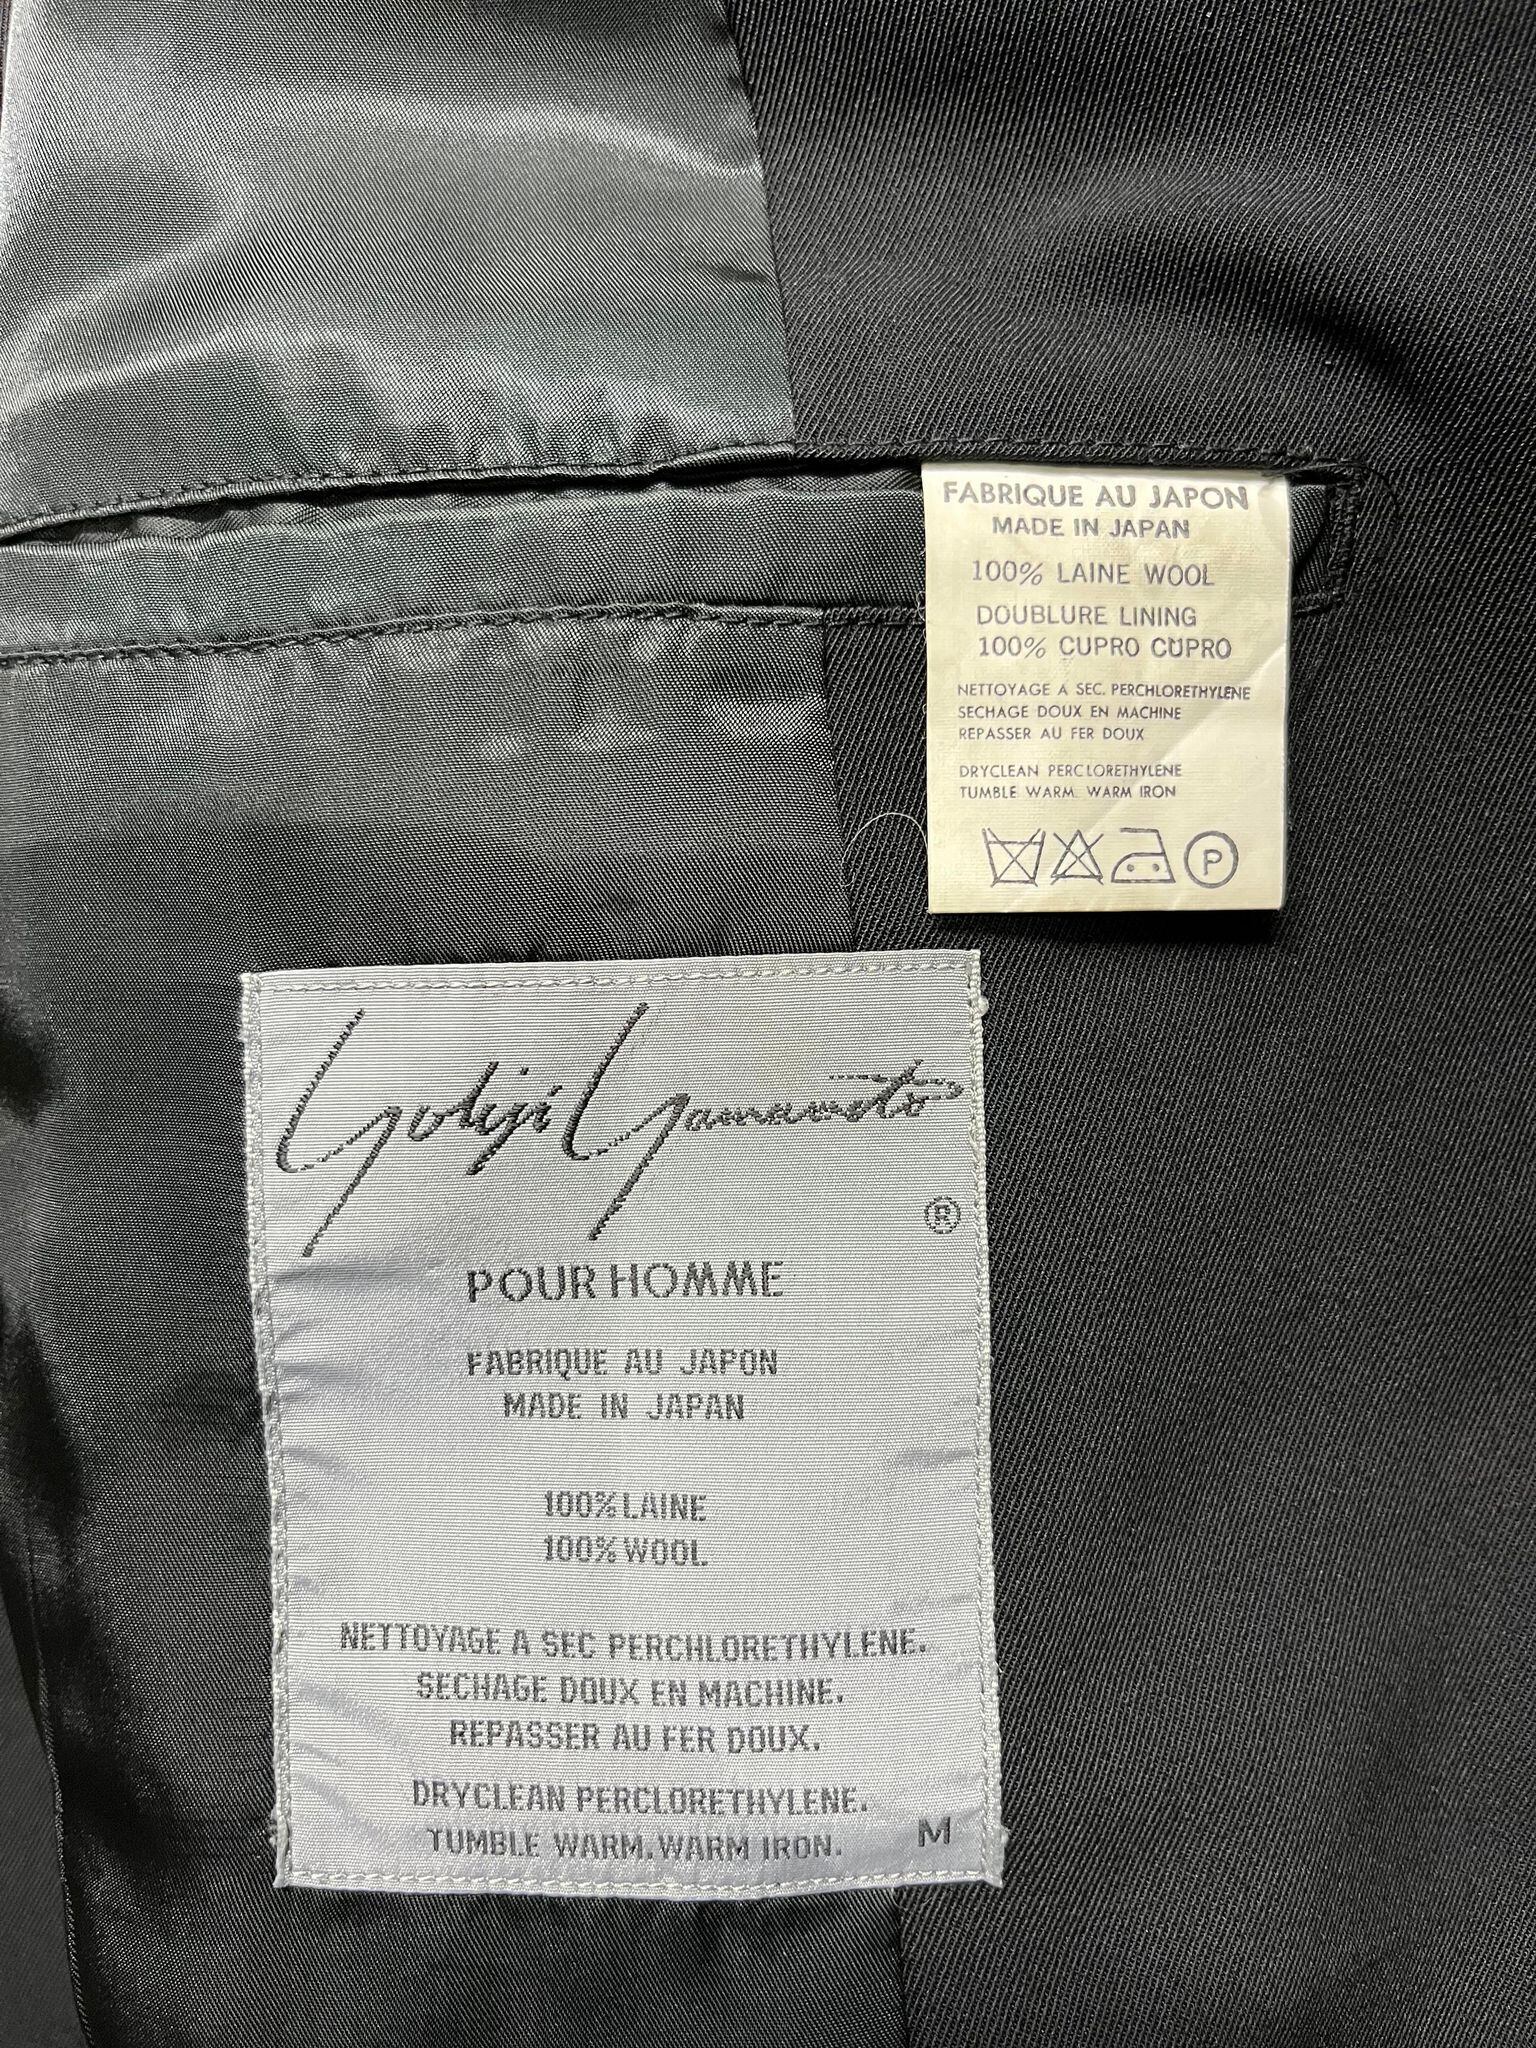 FABRIQUE AU JAPON
MADE IN JAPAN
100% LAINE WOOL
DOUBLURE LINING
100% CUPRO CUPRO
NETTOYAGE A SEC. PERCHLORETHYLENE
SECHAGE DOUX EN MACHINE
REPASSER AU FER DOUX
DRYCLEAN PERCLORETHYLENE
TUMBLE WARM. WARM IRON
P
Yohji Yamamoto
®
POUR HOMME
FABRIQUE AU JAPON
MADE IN JAPAN
100% LAINE
100% WOOL
NETTOYAGE A SEC PERCHLORETHYLENE.
SECHAGE DOUX EN MACHINE.
REPASSER AU FER DOUX.
DRYCLEAN PERCLORETHYLENE.
TUMBLE WARM. WARM IRON. M